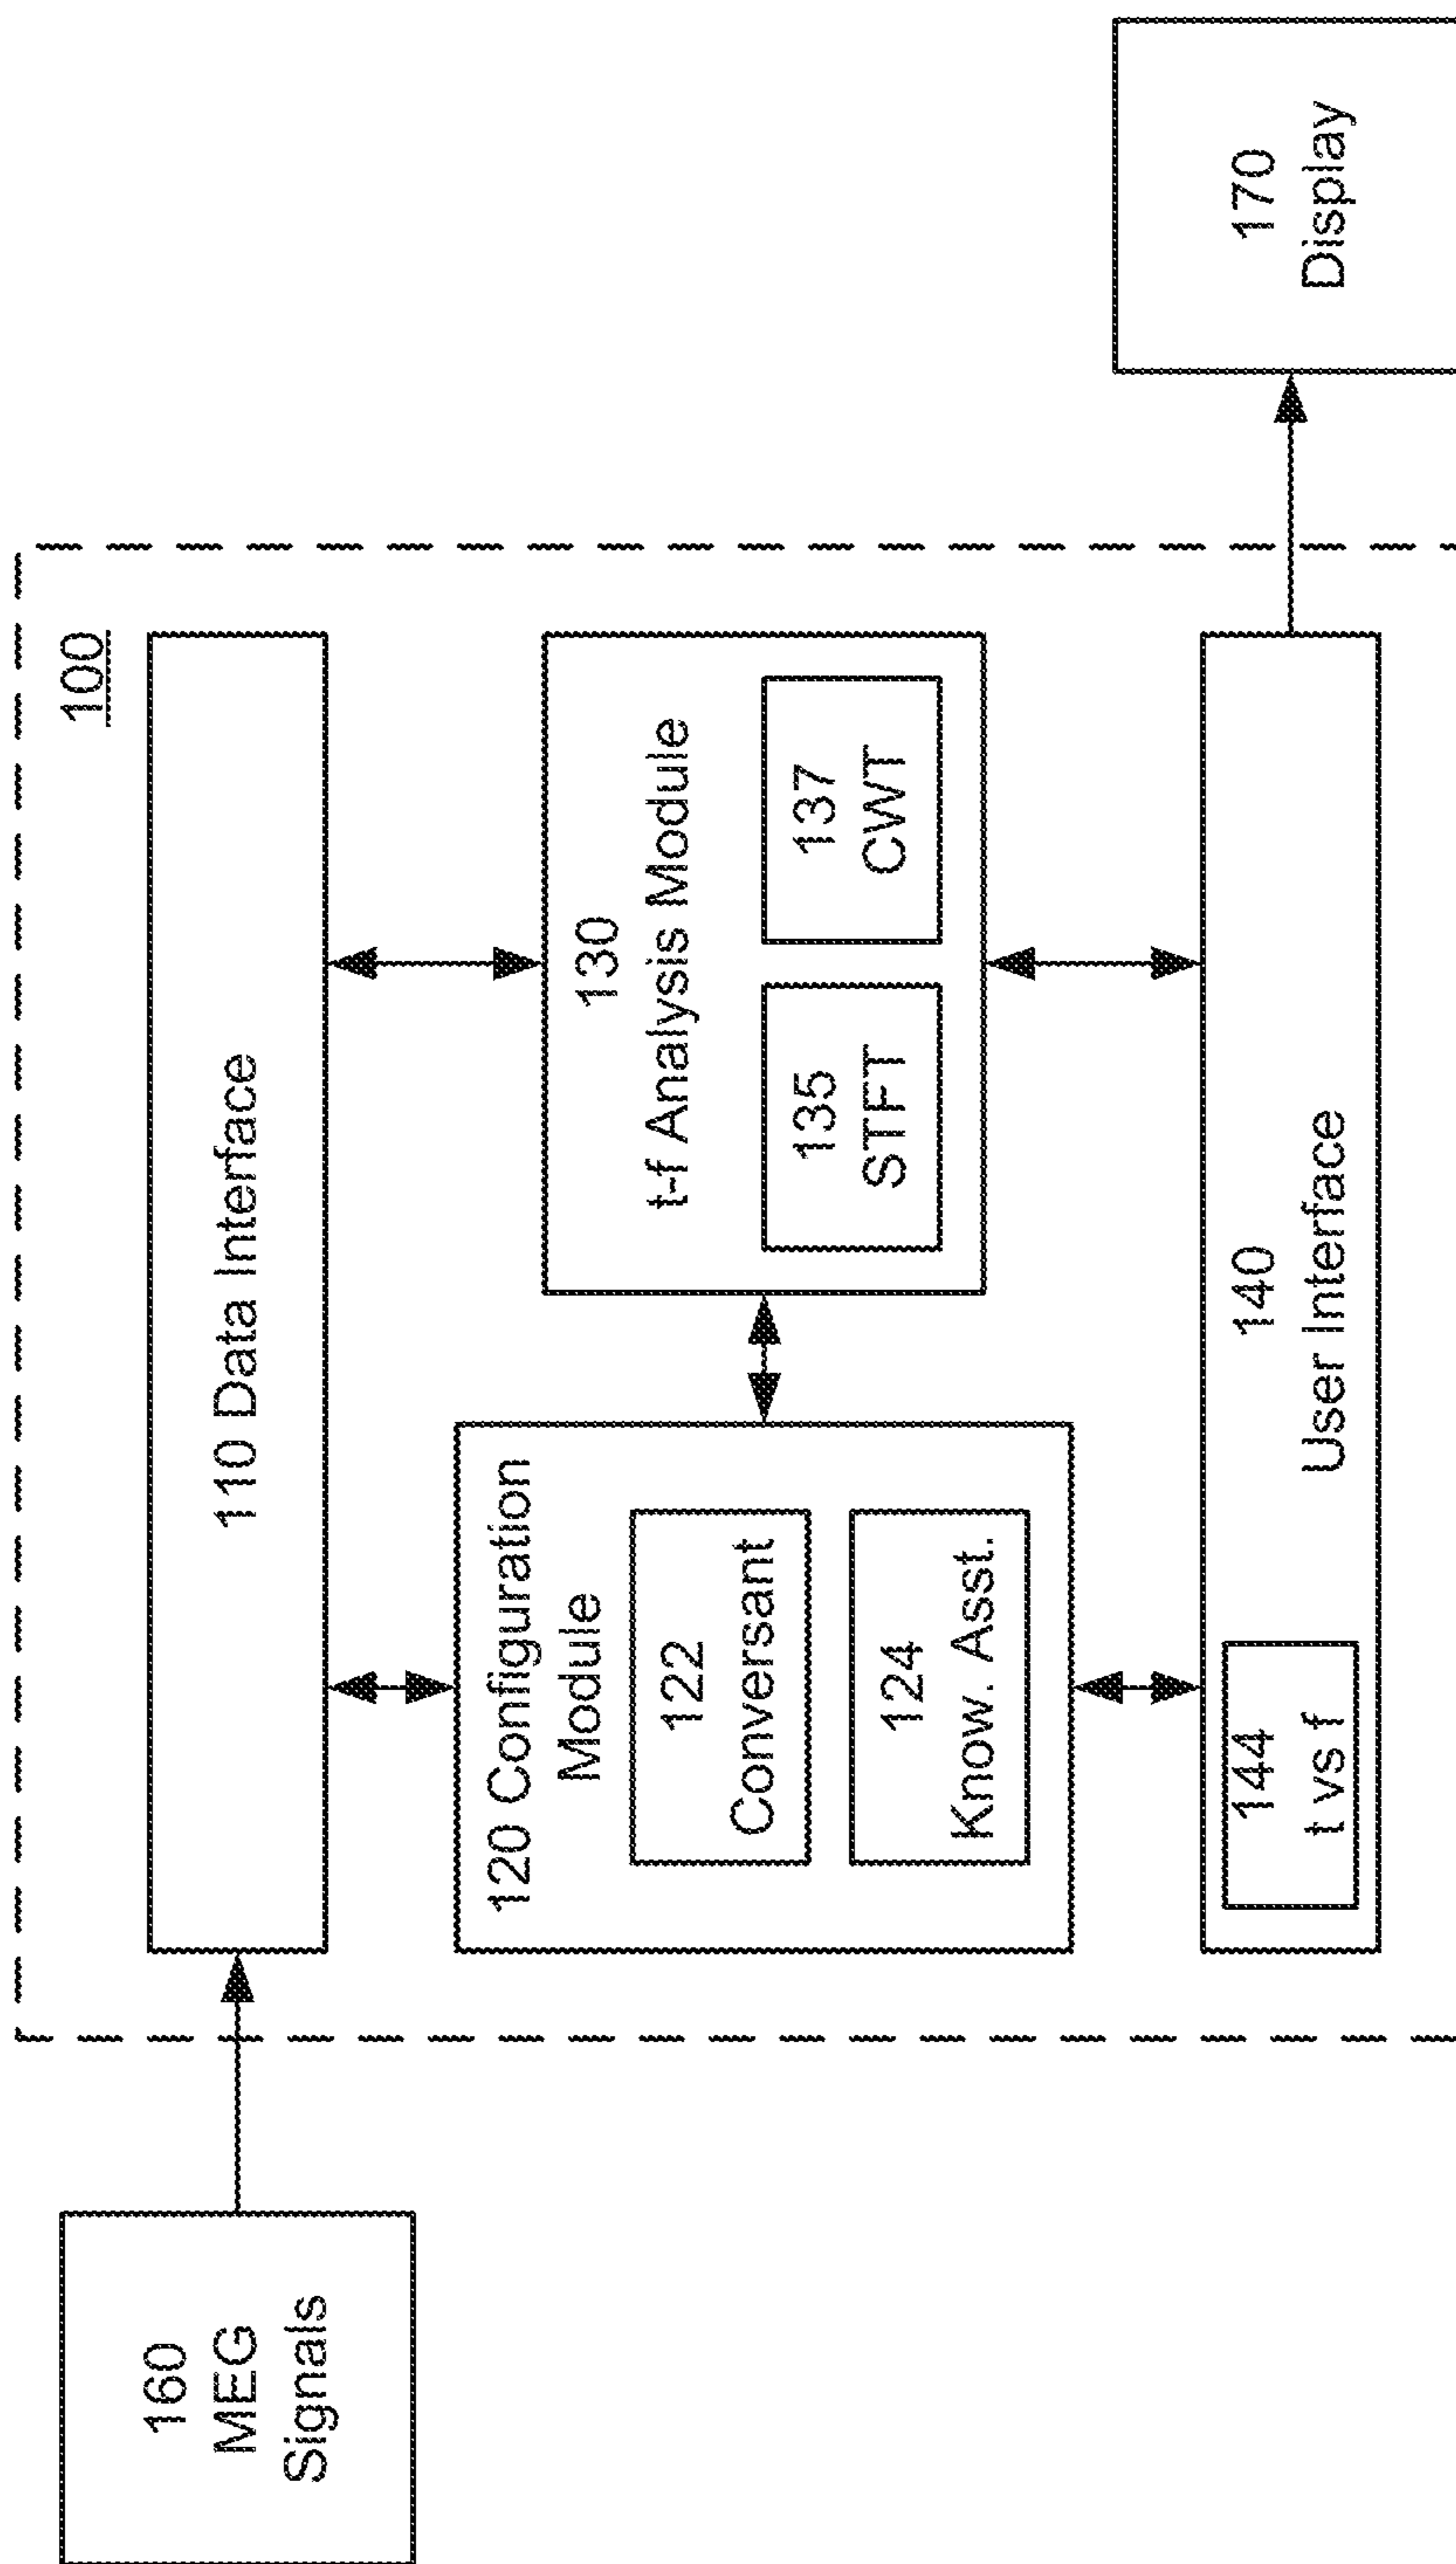 100
160
MEG
Signals
110 Data Interface
120 Configuration
Module
122
Conversant
124
Know. Asst.
130
t-f Analysis Module
135
STFT
137
CWT
144
t vs f
140
User Interface
170
Display